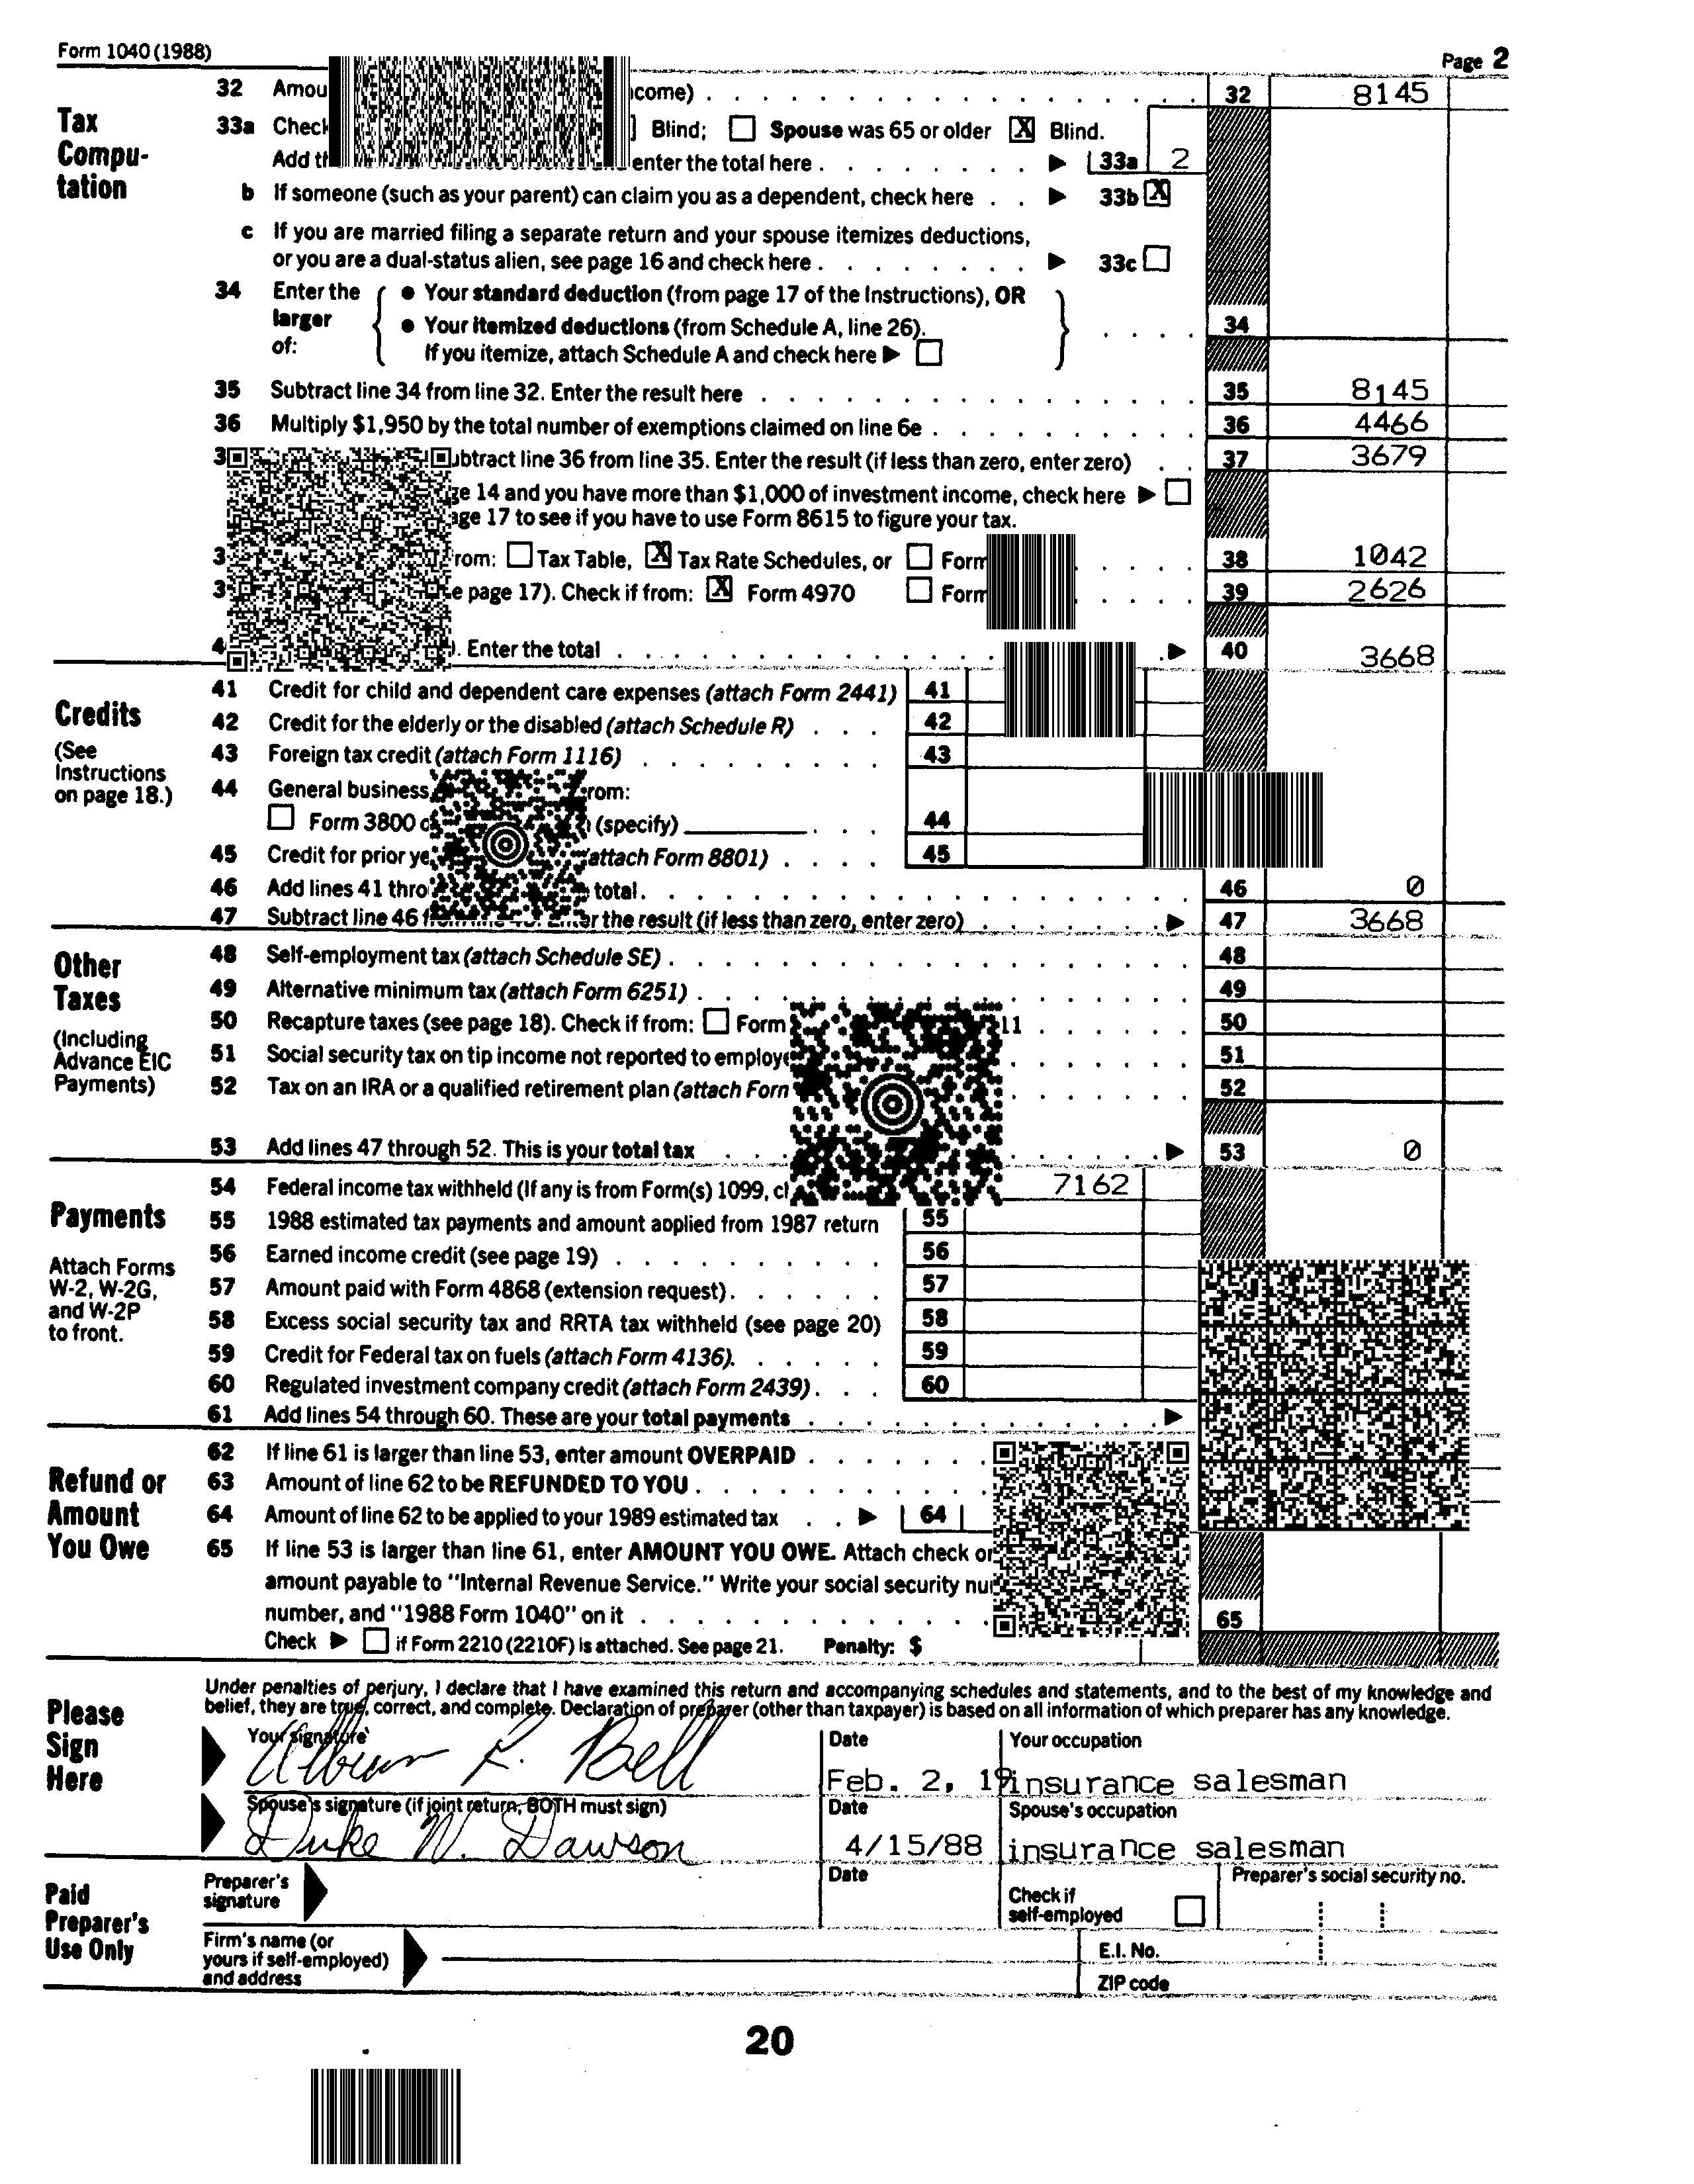 Form 1040 (1988)
Page 2
Tax Compu-tation
32 Amou come) . . . . . . . . . . . . . . . . 32 8145
33a Check Blind; Spouse was 65 or older X Blind.
Add th enter the total here . . . . . . . . ▶ 33a 2
b If someone (such as your parent) can claim you as a dependent, check here . . ▶ 33b X
c If you are married filing a separate return and your spouse itemizes deductions,
or you are a dual-status alien, see page 16 and check here . . . . . . . . ▶ 33c
34 Enter the larger of: { ● Your standard deduction (from page 17 of the Instructions), OR
● Your itemized deductions (from Schedule A, line 26). } . . . . 34
If you itemize, attach Schedule A and check here ▶
35 Subtract line 34 from line 32. Enter the result here . . . . . . . . . . . . . . . . 35 8145
36 Multiply $1,950 by the total number of exemptions claimed on line 6e . . . . . . . . . . 36 4466
3 ubtract line 36 from line 35. Enter the result (if less than zero, enter zero) . . 37 3679
ge 14 and you have more than $1,000 of investment income, check here ▶
age 17 to see if you have to use Form 8615 to figure your tax.
3 rom: Tax Table, X Tax Rate Schedules, or Form . . . . 38 1042
3 e page 17). Check if from: X Form 4970 Form . . . . 39 2626
4 ). Enter the total . . . . . . . . . . . . . . . . ▶ 40 3668
Credits
(See Instructions on page 18.)
41 Credit for child and dependent care expenses (attach Form 2441) 41
42 Credit for the elderly or the disabled (attach Schedule R) . . . 42
43 Foreign tax credit (attach Form 1116) . . . . . . . . . 43
44 General business rom:
Form 3800 o (specify) . . . 44
45 Credit for prior ye attach Form 8801) . . . . 45
46 Add lines 41 thro total. . . . . . . . . . . . . . . . . . 46 0
47 Subtract line 46 r the result (if less than zero, enter zero) . . . . . . . ▶ 47 3668
Other Taxes
(Including Advance EIC Payments)
48 Self-employment tax (attach Schedule SE) . . . . . . . . . . . . . . . . . . 48
49 Alternative minimum tax (attach Form 6251) . . . . . . . . . . . . . . . . . 49
50 Recapture taxes (see page 18). Check if from: Form 11 . . . . . . 50
51 Social security tax on tip income not reported to employe . . . . . . . 51
52 Tax on an IRA or a qualified retirement plan (attach Form . . . . . . . 52
53 Add lines 47 through 52. This is your total tax . . . . . . . . . ▶ 53 0
Payments
Attach Forms W-2, W-2G, and W-2P to front.
54 Federal income tax withheld (If any is from Form(s) 1099, ch 7162
55 1988 estimated tax payments and amount applied from 1987 return 55
56 Earned income credit (see page 19) . . . . . . . . . . 56
57 Amount paid with Form 4868 (extension request) . . . . . . 57
58 Excess social security tax and RRTA tax withheld (see page 20) 58
59 Credit for Federal tax on fuels (attach Form 4136). . . . . . 59
60 Regulated investment company credit (attach Form 2439) . . . 60
61 Add lines 54 through 60. These are your total payments . . . . . . . . . . . . . ▶
Refund or Amount You Owe
62 If line 61 is larger than line 53, enter amount OVERPAID . . . . . . .
63 Amount of line 62 to be REFUNDED TO YOU . . . . . . . . . . .
64 Amount of line 62 to be applied to your 1989 estimated tax . . ▶ 64
65 If line 53 is larger than line 61, enter AMOUNT YOU OWE. Attach check or
amount payable to "Internal Revenue Service." Write your social security nu
number, and "1988 Form 1040" on it . . . . . . . . . . . . 65
Check ▶ if Form 2210 (2210F) is attached. See page 21. Penalty: $
Please Sign Here
Under penalties of perjury, I declare that I have examined this return and accompanying schedules and statements, and to the best of my knowledge and
belief, they are true, correct, and complete. Declaration of preparer (other than taxpayer) is based on all information of which preparer has any knowledge.
Your signature Date Your occupation
R. Bell Feb. 2, 19 insurance salesman
Spouse's signature (if joint return, BOTH must sign) Date Spouse's occupation
Duke W. Dawson 4/15/88 insurance salesman
Paid Preparer's Use Only
Preparer's signature Date Check if self-employed Preparer's social security no.
Firm's name (or yours if self-employed) and address E.I. No.
ZIP code
20